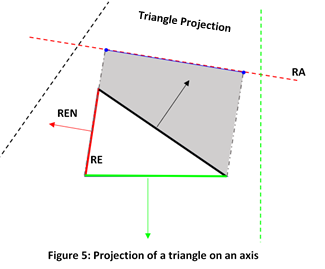 Triangle Projection
RA
REN
RE
Figure 5: Projection of a triangle on an axis